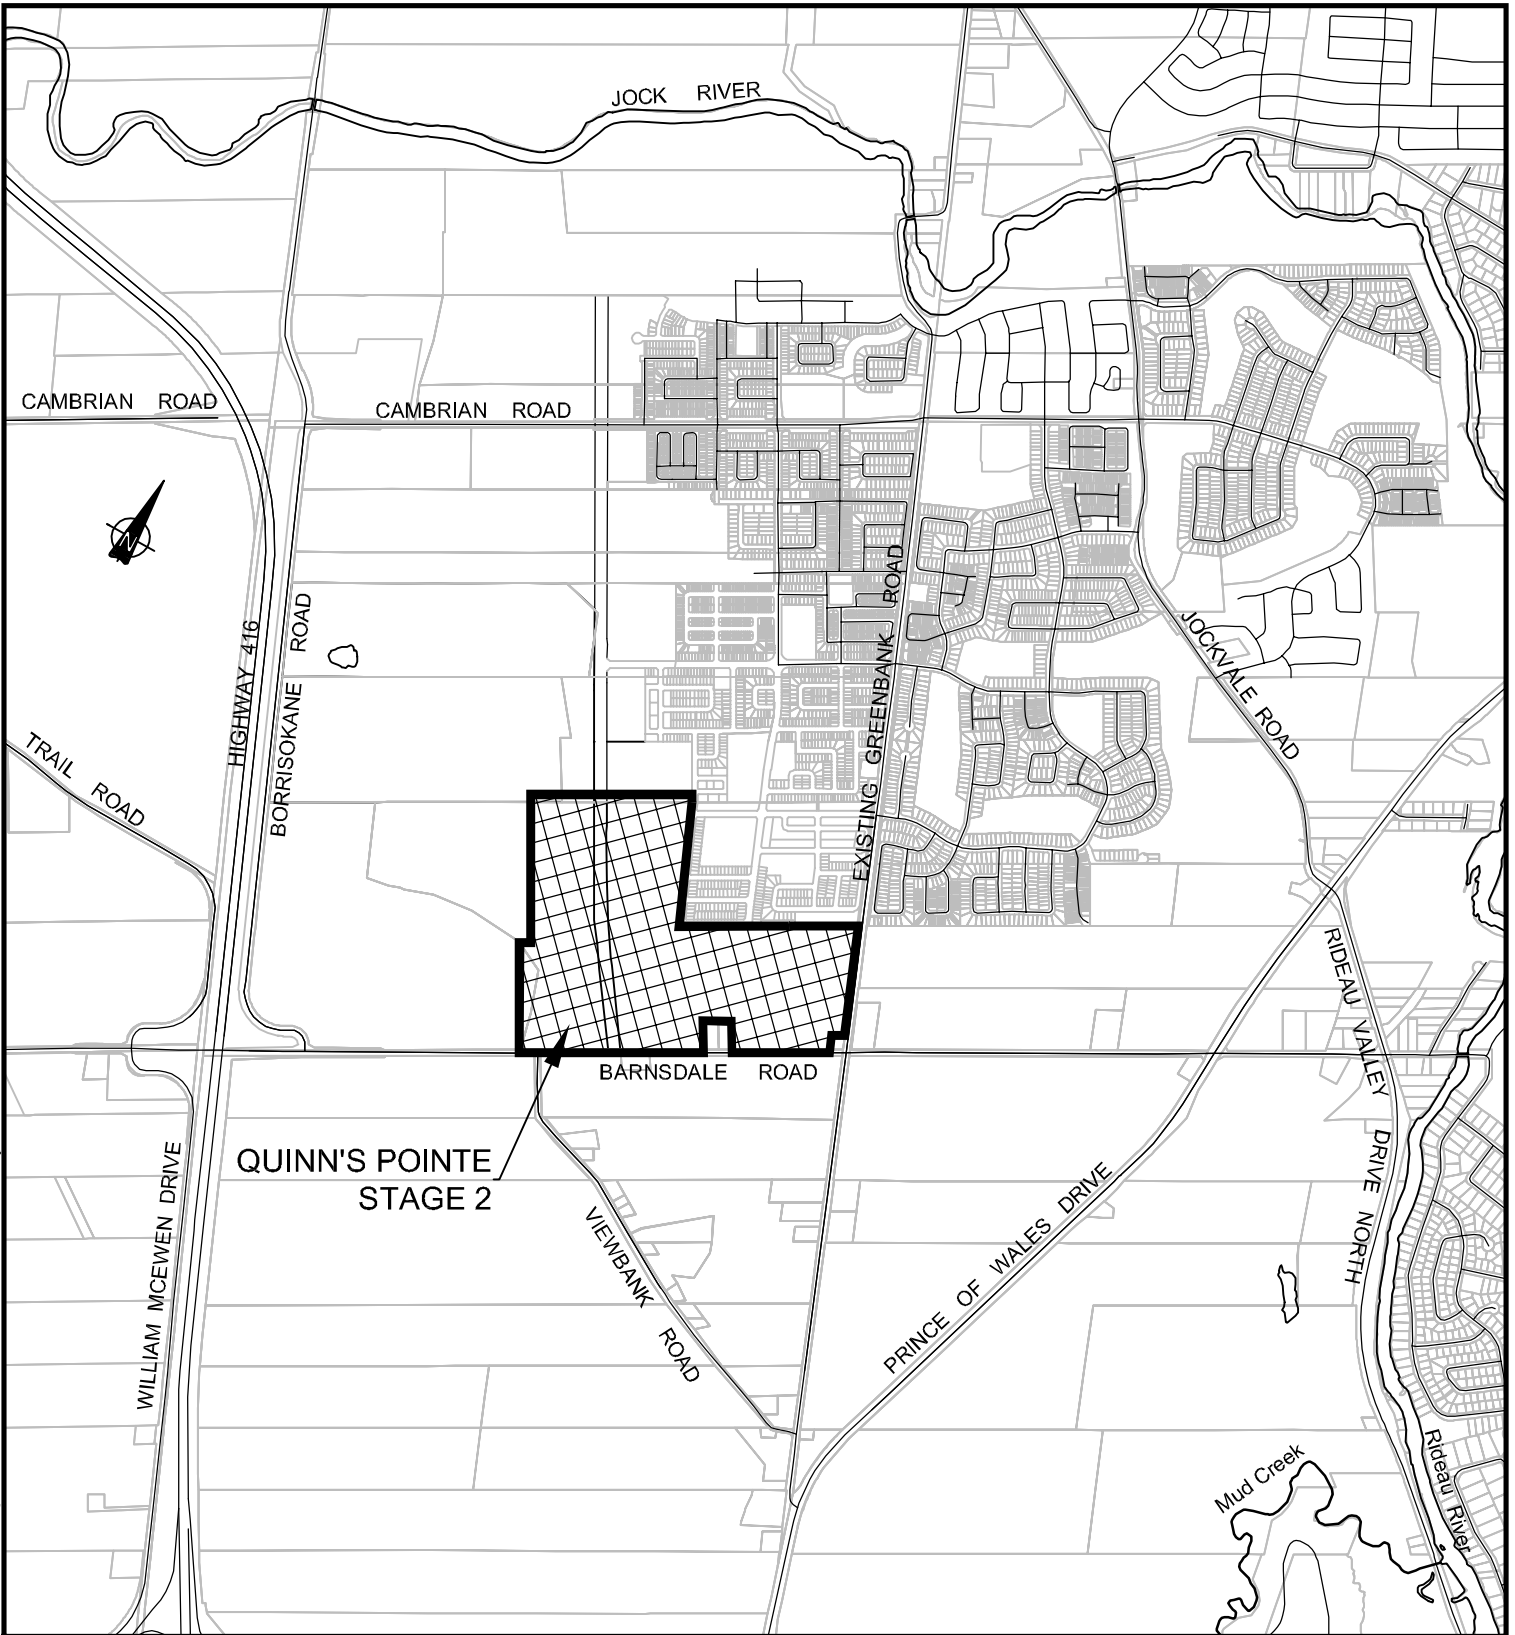 JOCK RIVER
CAMBRIAN ROAD
CAMBRIAN ROAD
N
HIGHWAY 416
BORRISOKANE ROAD
EXISTING GREENBANK ROAD
JOCKVALE ROAD
TRAIL ROAD
RIDEAU VALLEY DRIVE NORTH
BARNSDALE ROAD
QUINN'S POINTE
STAGE 2
WILLIAM MCEWEN DRIVE
VIEWBANK ROAD
PRINCE OF WALES DRIVE
Mud Creek
Rideau River